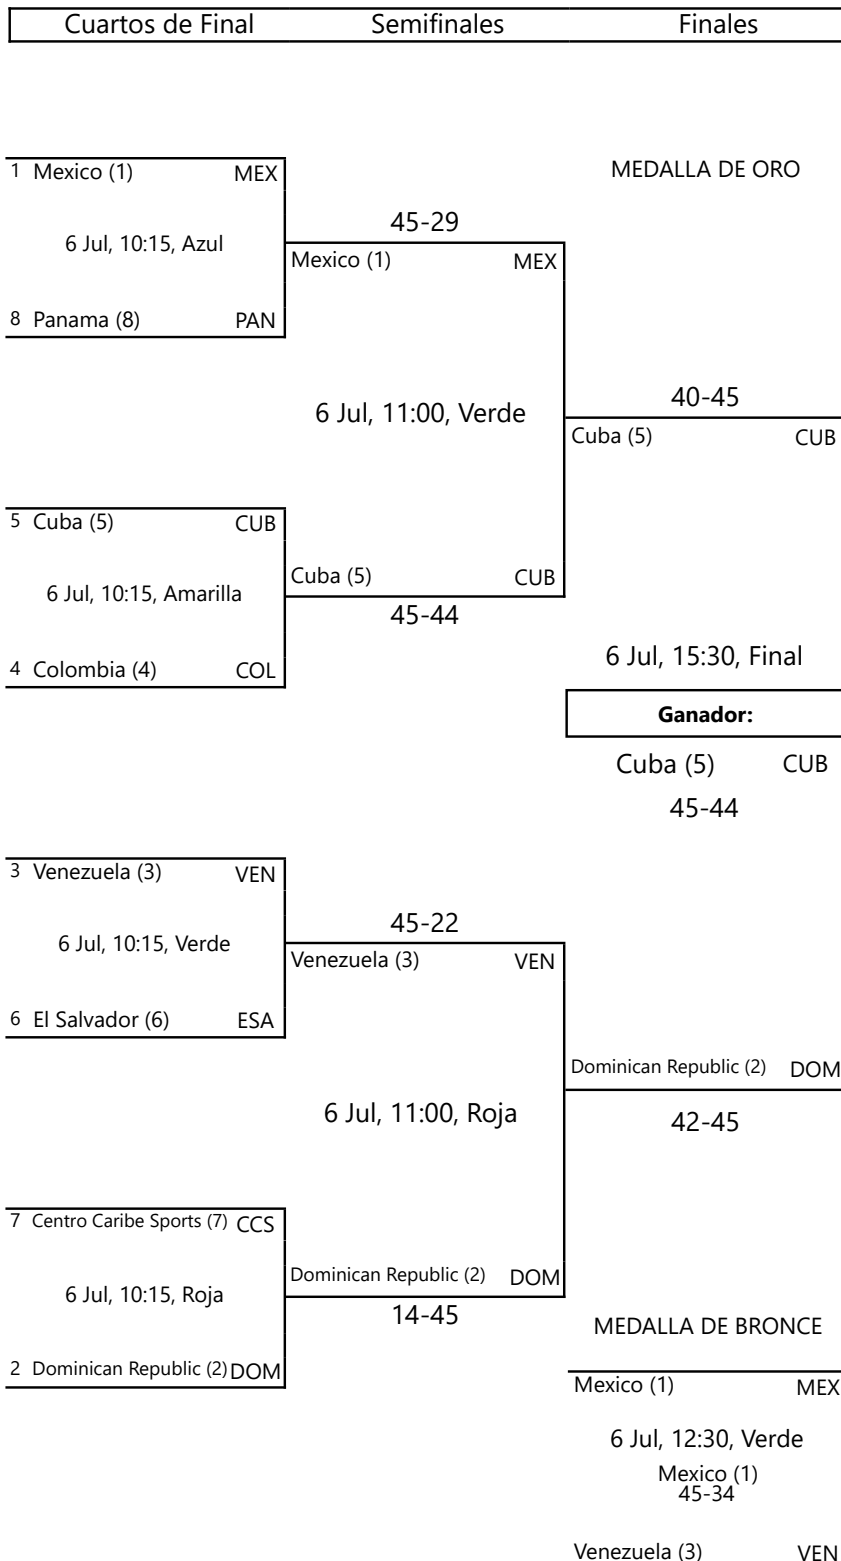 Cuartos de Final Semifinales Finales
1 Mexico (1) MEX
MEDALLA DE ORO
45-29
6 Jul, 10:15, Azul
Mexico (1) MEX
8 Panama (8) PAN
40-45
6 Jul, 11:00, Verde
Cuba (5) CUB
5 Cuba (5) CUB
Cuba (5) CUB
6 Jul, 10:15, Amarilla
45-44
4 Colombia (4) COL
6 Jul, 15:30, Final
Ganador:
Cuba (5) CUB
45-44
3 Venezuela (3) VEN
45-22
6 Jul, 10:15, Verde
Venezuela (3) VEN
6 El Salvador (6) ESA
Dominican Republic (2) DOM
6 Jul, 11:00, Roja
42-45
7 Centro Caribe Sports (7) CCS
Dominican Republic (2) DOM
6 Jul, 10:15, Roja
14-45
MEDALLA DE BRONCE
2 Dominican Republic (2) DOM
Mexico (1) MEX
6 Jul, 12:30, Verde
Mexico (1)
45-34
Venezuela (3) VEN